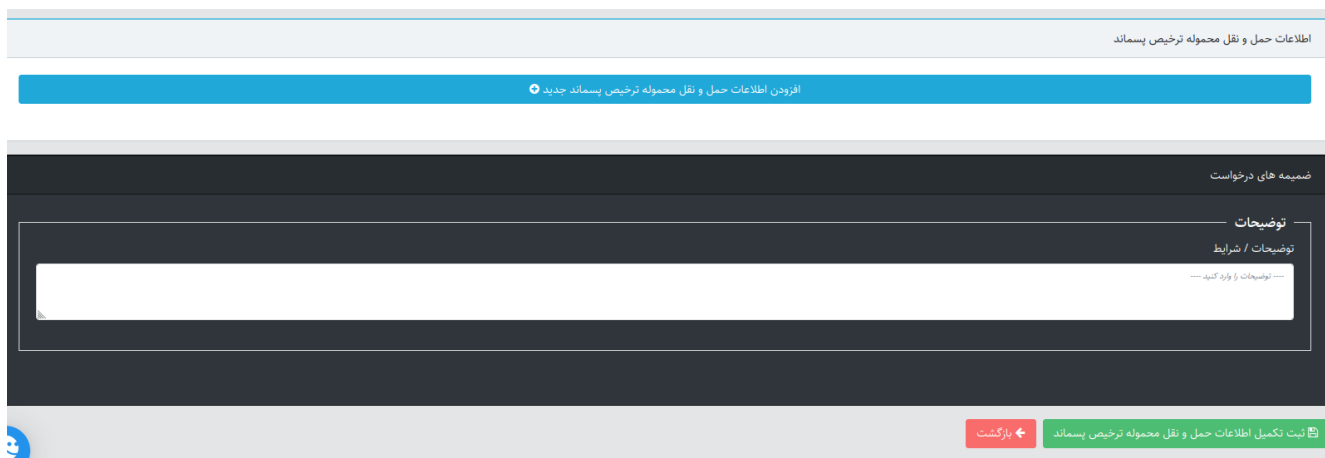 اطلاعات حمل و نقل محموله ترخیص پسماند
افزودن اطلاعات حمل و نقل محموله ترخیص پسماند جدید
ضمیمه های درخواست
توضیحات
توضیحات / شرایط
---- توضیحات را وارد کنید ----
ثبت تکمیل اطلاعات حمل و نقل محموله ترخیص پسماند
بازگشت